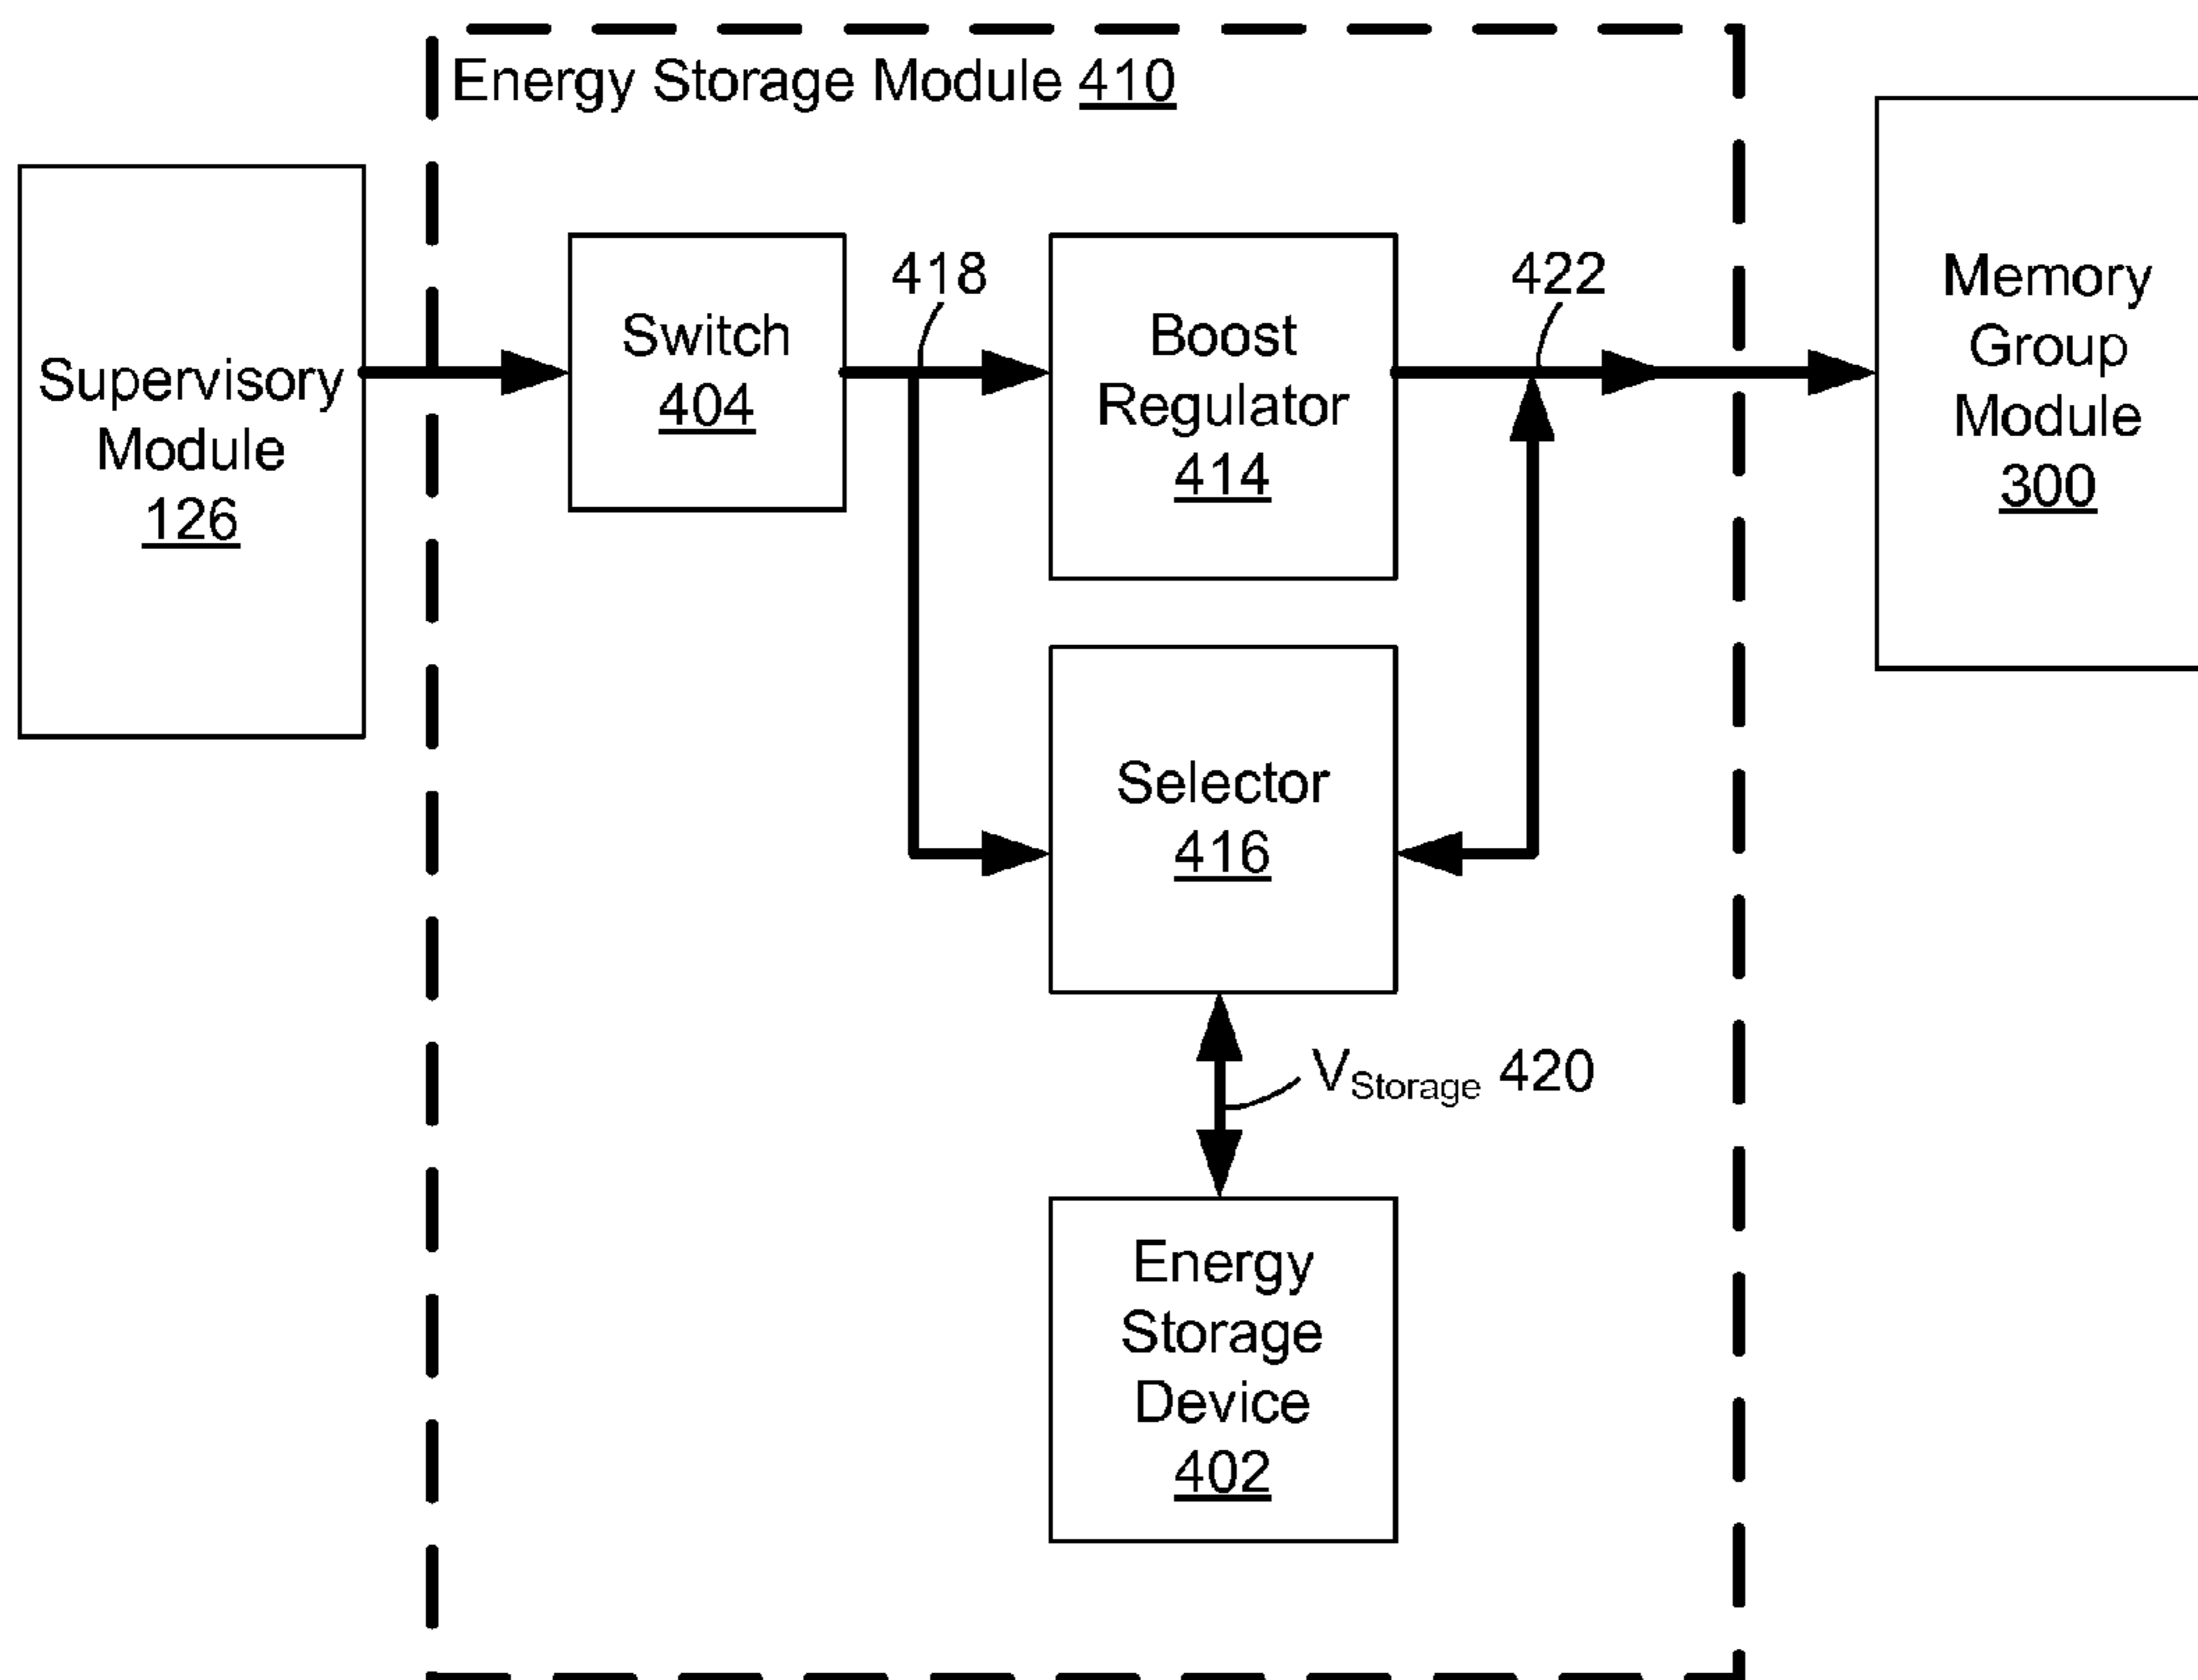 Energy Storage Module 410
Supervisory
Module
126
Switch
404
418
Boost
Regulator
414
422
Memory
Group
Module
300
Selector
416
VStorage 420
Energy
Storage
Device
402